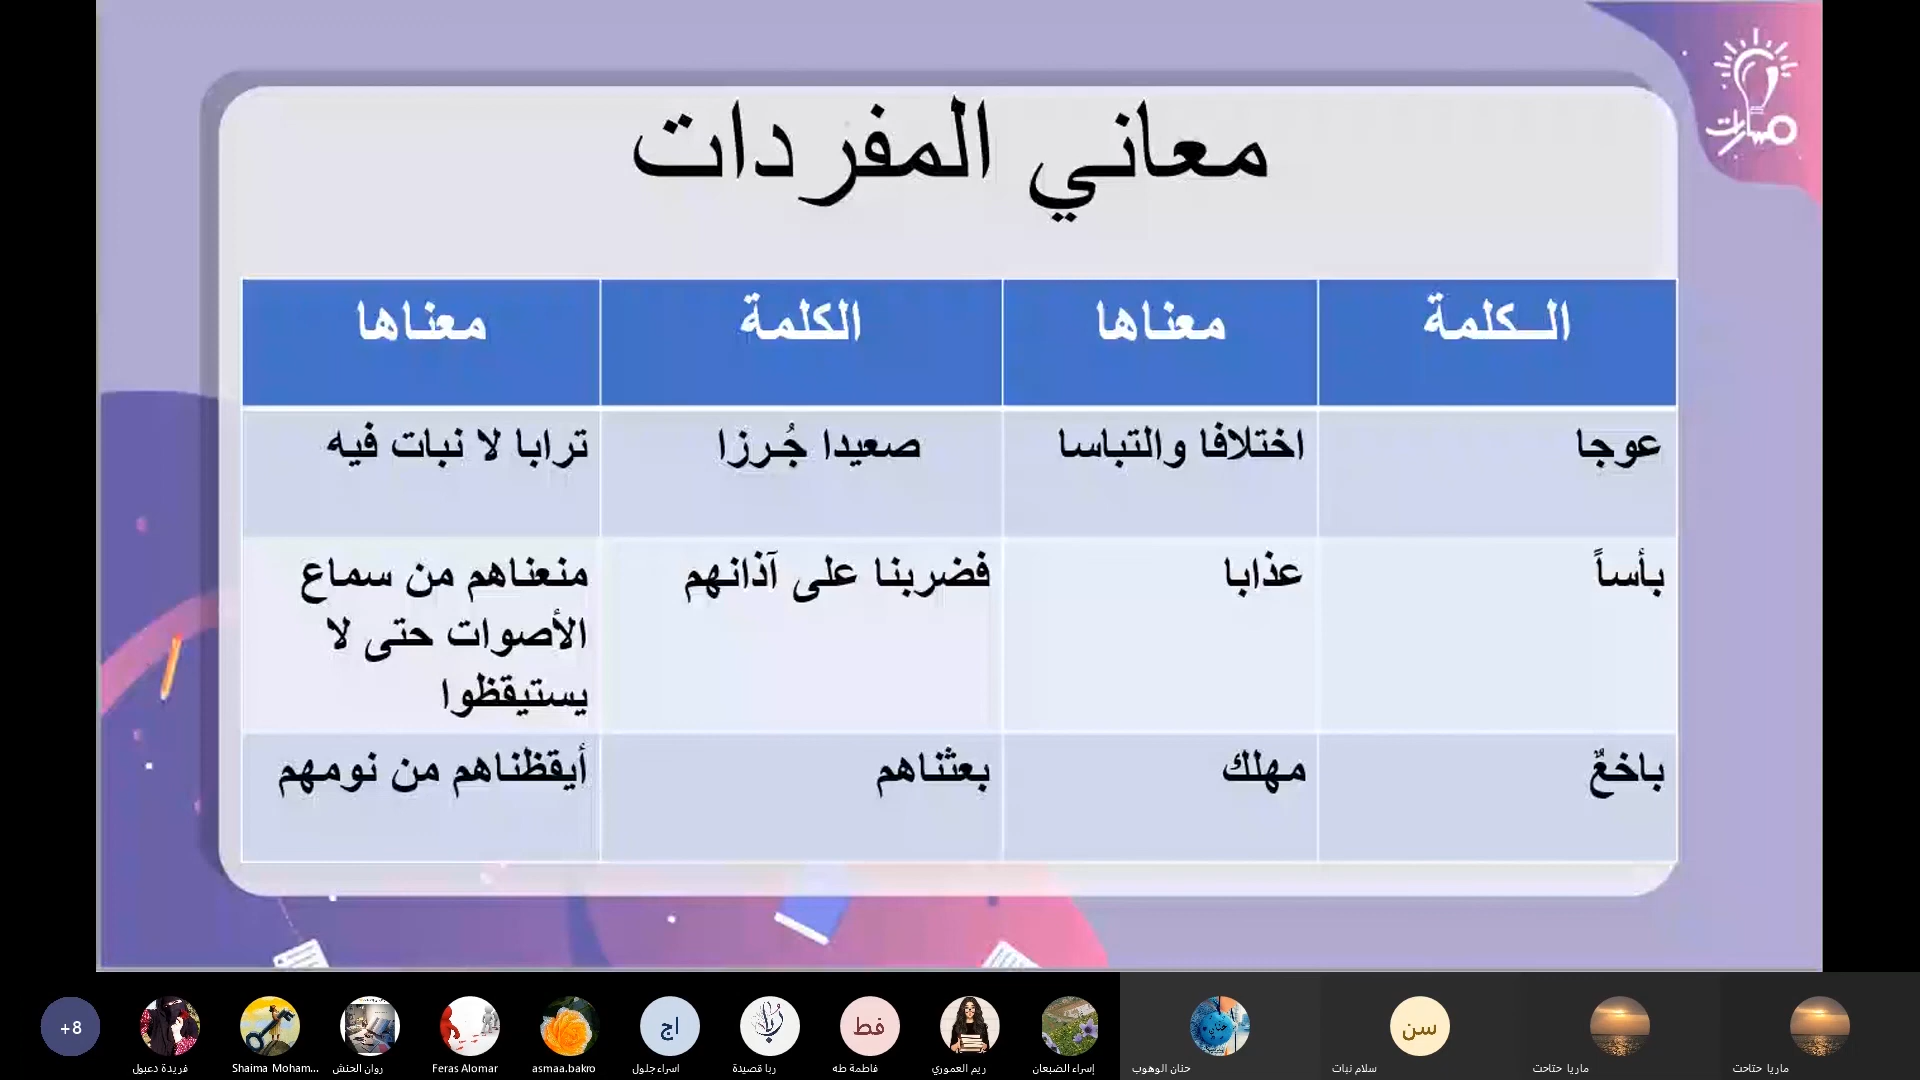 مسارات
معاني المفردات
الــكلمة معناها الكلمة معناها
عوجا اختلافا والتباسا صعيدا جُرزا ترابا لا نبات فيه
بأساً عذابا فضربنا على آذانهم منعناهم من سماع
الأصوات حتى لا
يستيقظوا
باخعٌ مهلك بعثناهم أيقظناهم من نومهم
+8
اج
فط
سن
فريدة دعبول
Shaima Moham...
روان الحنش
Feras Alomar
asmaa.bakro
اسراء جلول
ربا قصيدة
فاطمة طه
ريم العموري
إسراء الضبعان
حنان الوهوب
سلام نبات
ماريا حتاحت
ماريا حتاحت